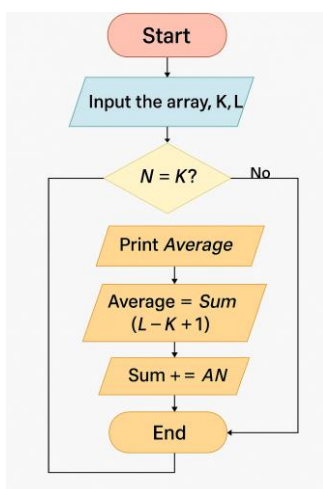 Start
Input the array, K, L
N = K?
No
Print Average
Average = Sum
(L – K + 1)
Sum += AN
End